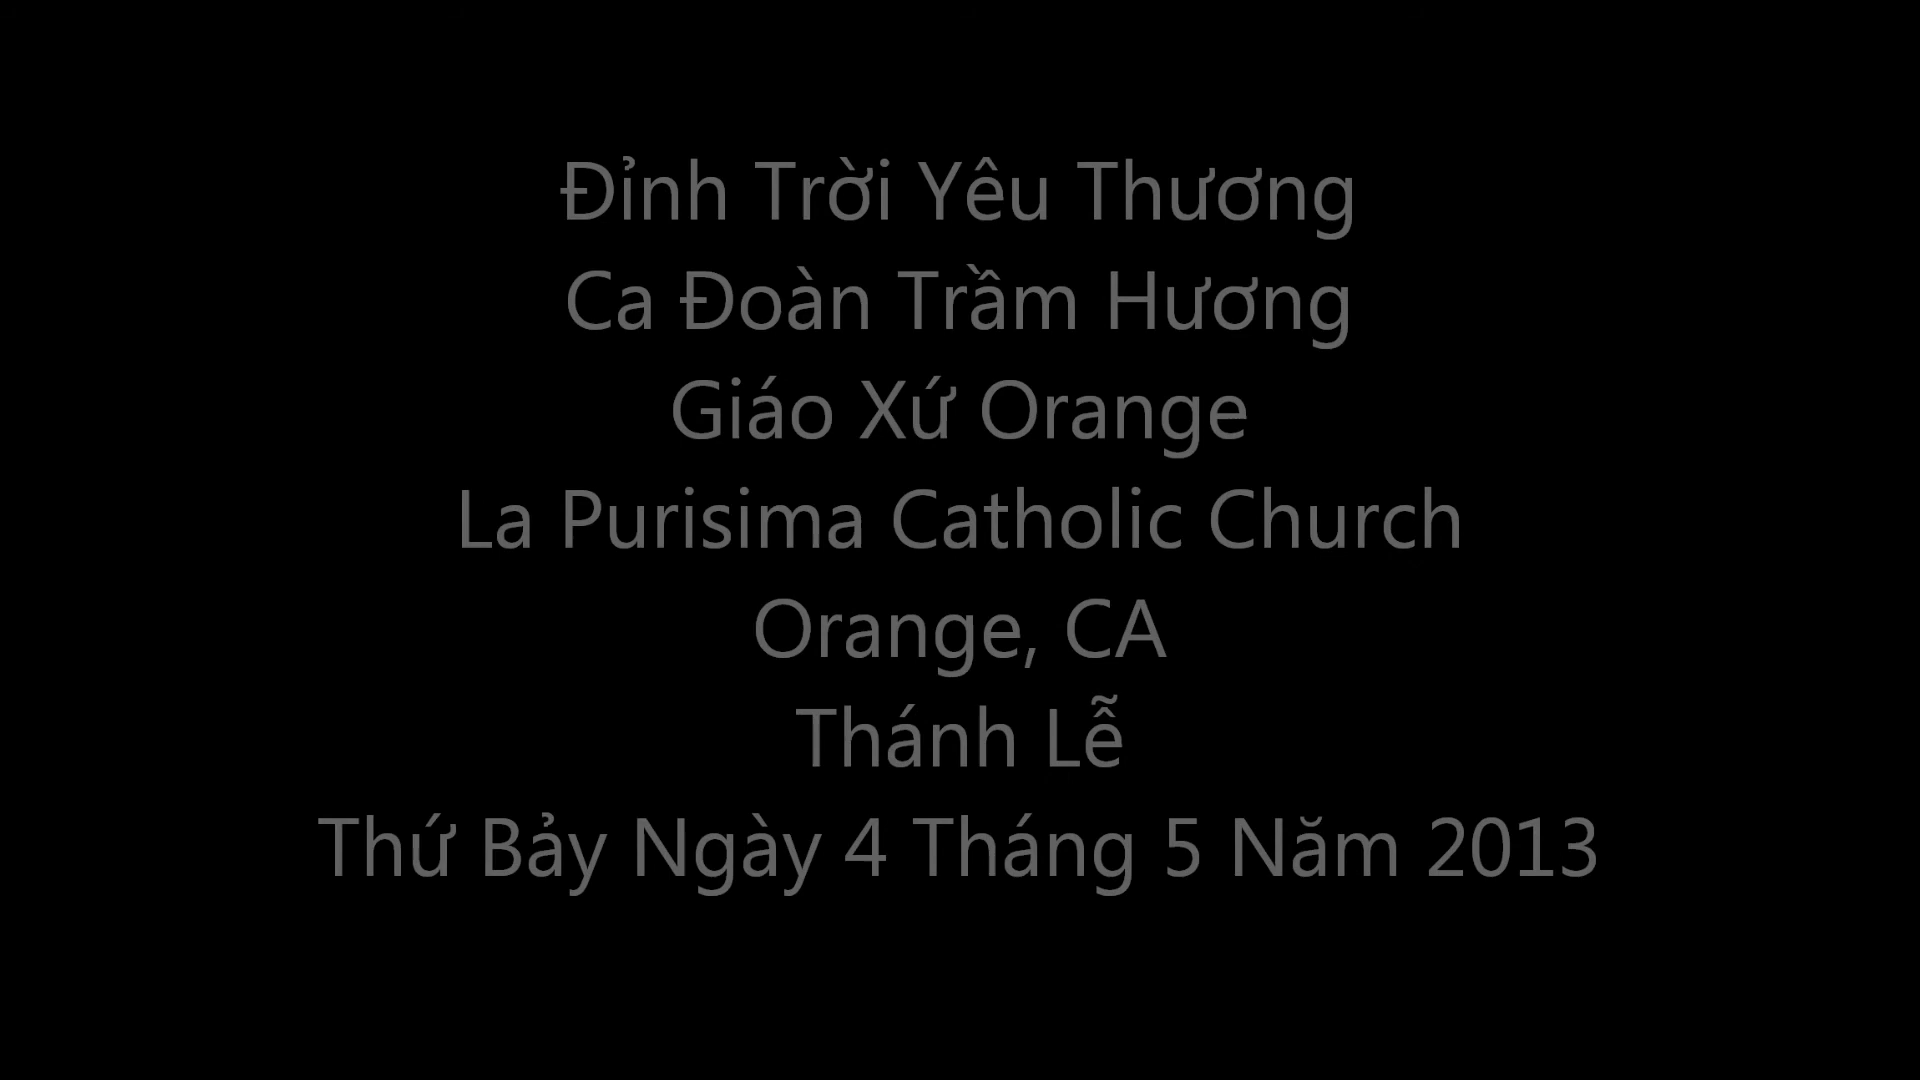 Đỉnh Trời Yêu Thương
Ca Đoàn Trầm Hương
Giáo Xứ Orange
La Purisima Catholic Church
Orange, CA
Thánh Lễ
Thứ Bảy Ngày 4 Tháng 5 Năm 2013